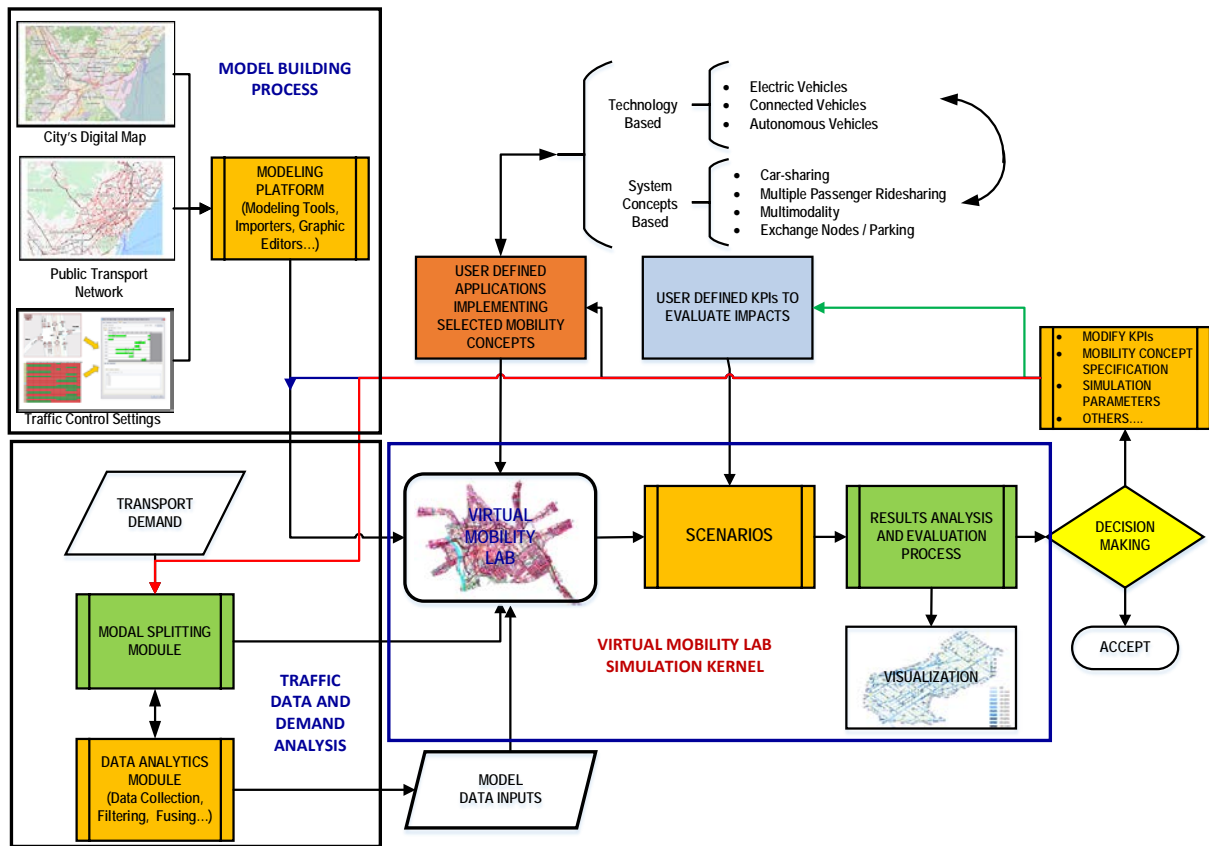 MODEL BUILDING
PROCESS
City's Digital Map
Public Transport
Network
Traffic Control Settings
MODELING
PLATFORM
(Modeling Tools,
Importers, Graphic
Editors...)
Technology
Based
• Electric Vehicles
• Connected Vehicles
• Autonomous Vehicles
System
Concepts
Based
• Car-sharing
• Multiple Passenger Ridesharing
• Multimodality
• Exchange Nodes / Parking
USER DEFINED
APPLICATIONS
IMPLEMENTING
SELECTED MOBILITY
CONCEPTS
USER DEFINED KPIs TO
EVALUATE IMPACTS
• MODIFY KPIs
• MOBILITY CONCEPT
SPECIFICATION
• SIMULATION
PARAMETERS
• OTHERS....
TRANSPORT
DEMAND
MODAL SPLITTING
MODULE
TRAFFIC
DATA AND
DEMAND
ANALYSIS
DATA ANALYTICS
MODULE
(Data Collection,
Filtering, Fusing...)
MODEL
DATA INPUTS
VIRTUAL
MOBILITY
LAB
SCENARIOS
RESULTS ANALYSIS
AND EVALUATION
PROCESS
VIRTUAL MOBILITY LAB
SIMULATION KERNEL
VISUALIZATION
DECISION
MAKING
ACCEPT